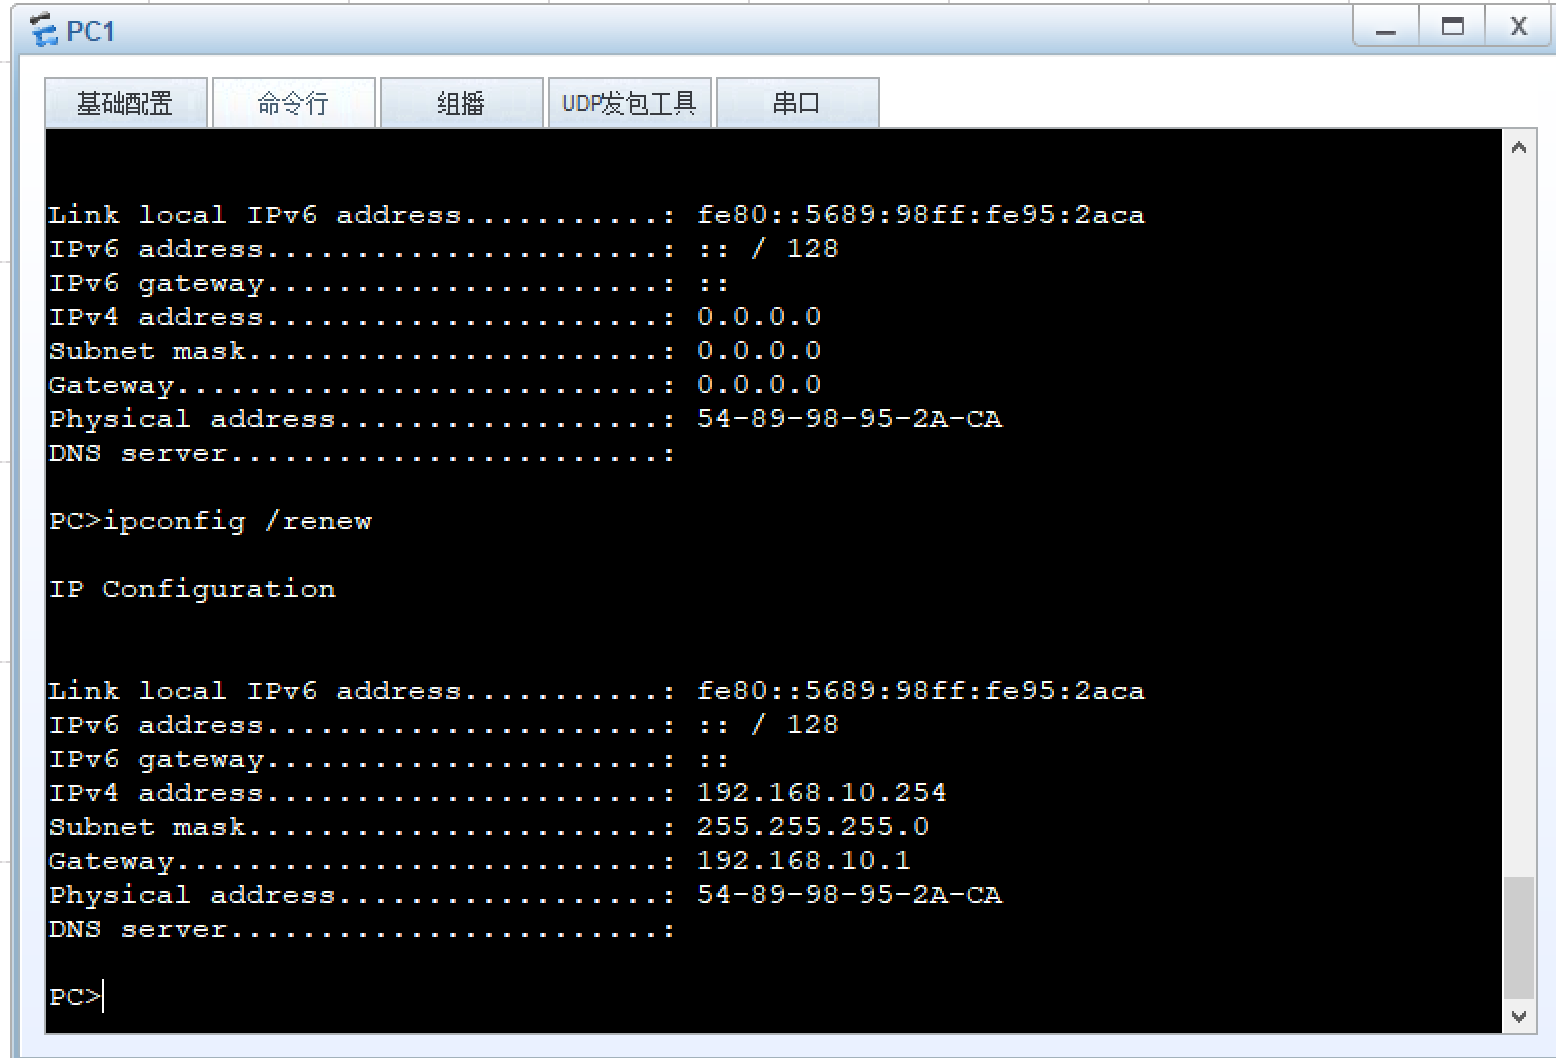 PC1
X
基础配置 命令行 组播 UDP发包工具 串口
Link local IPv6 address...........: fe80::5689:98ff:fe95:2aca
IPv6 address......................: :: / 128
IPv6 gateway......................: ::
IPv4 address......................: 0.0.0.0
Subnet mask.......................: 0.0.0.0
Gateway...........................: 0.0.0.0
Physical address..................: 54-89-98-95-2A-CA
DNS server........................:
PC>ipconfig /renew
IP Configuration
Link local IPv6 address...........: fe80::5689:98ff:fe95:2aca
IPv6 address......................: :: / 128
IPv6 gateway......................: ::
IPv4 address......................: 192.168.10.254
Subnet mask.......................: 255.255.255.0
Gateway...........................: 192.168.10.1
Physical address..................: 54-89-98-95-2A-CA
DNS server........................:
PC>